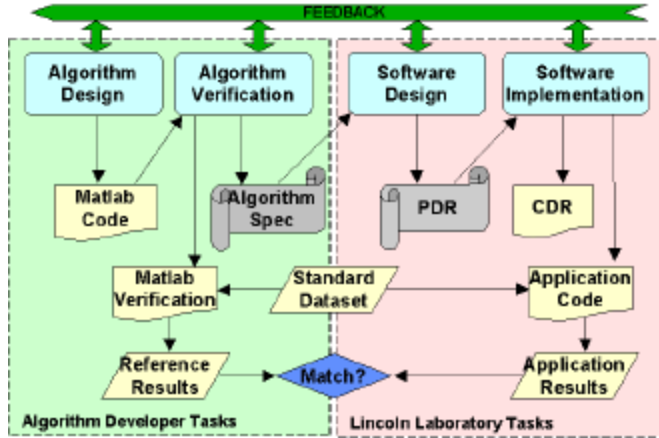 FEEDBACK
Algorithm
Design
Algorithm
Verification
Software
Design
Software
Implementation
Matlab
Code
Algorithm
Spec
PDR
CDR
Matlab
Verification
Standard
Dataset
Application
Code
Reference
Results
Match?
Application
Results
Algorithm Developer Tasks
Lincoln Laboratory Tasks